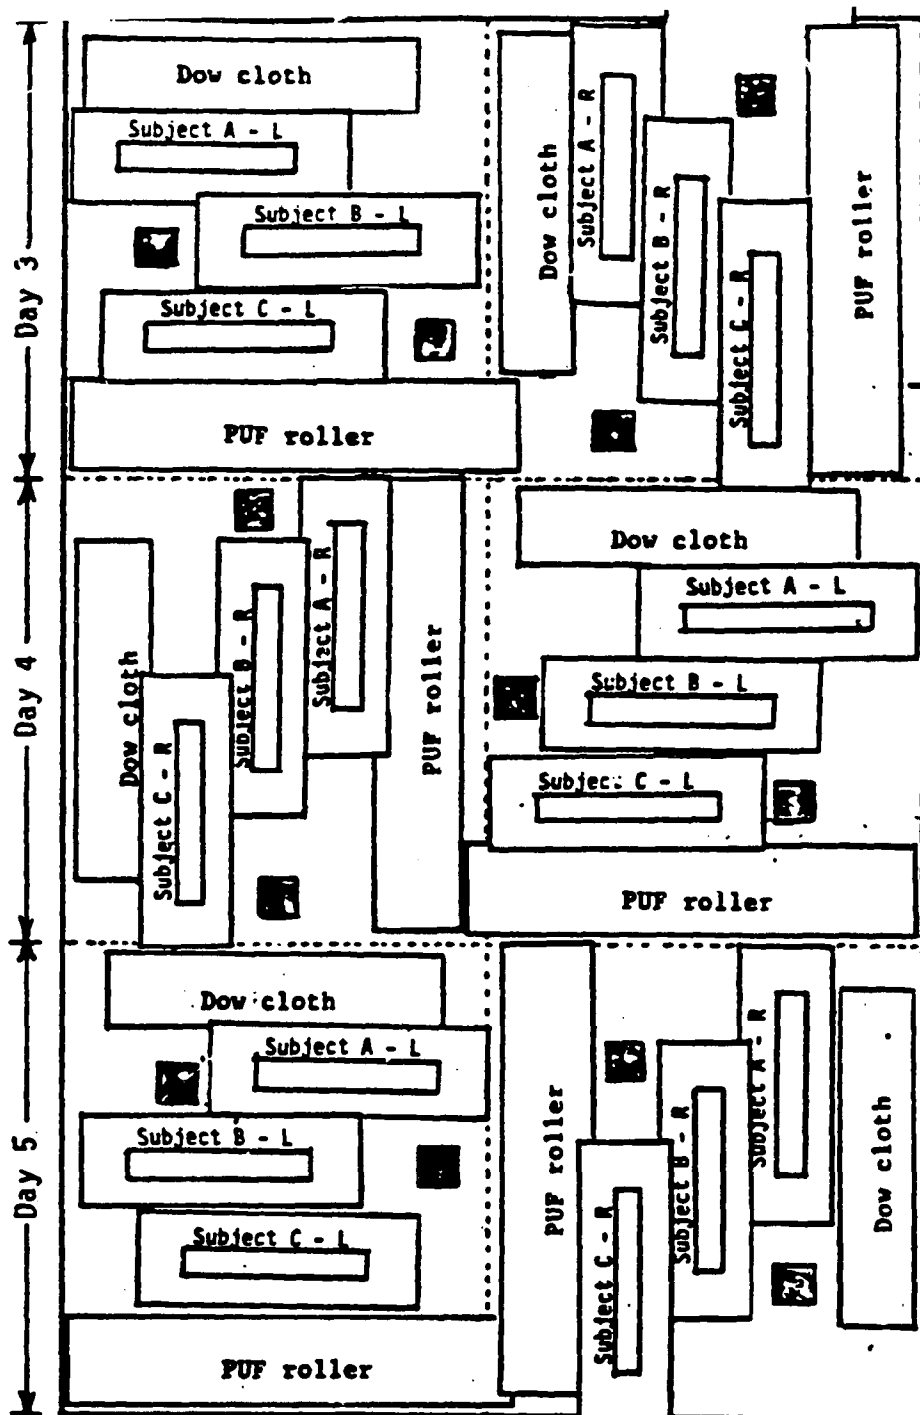 Day 3
Dow cloth
Subject A - L
Subject B - L
Subject C - L
PUF roller
Dow cloth
Subject A - R
Subject B - R
Subject C - R
PUF roller
Day 4
Dow cloth
Subject C - R
Subject B - R
Subject A - R
PUF roller
Dow cloth
Subject A - L
Subject B - L
Subject C - L
PUF roller
Day 5
Dow cloth
Subject A - L
Subject B - L
Subject C - L
PUF roller
PUF roller
Subject C - R
Subject B - R
Subject A - R
Dow cloth